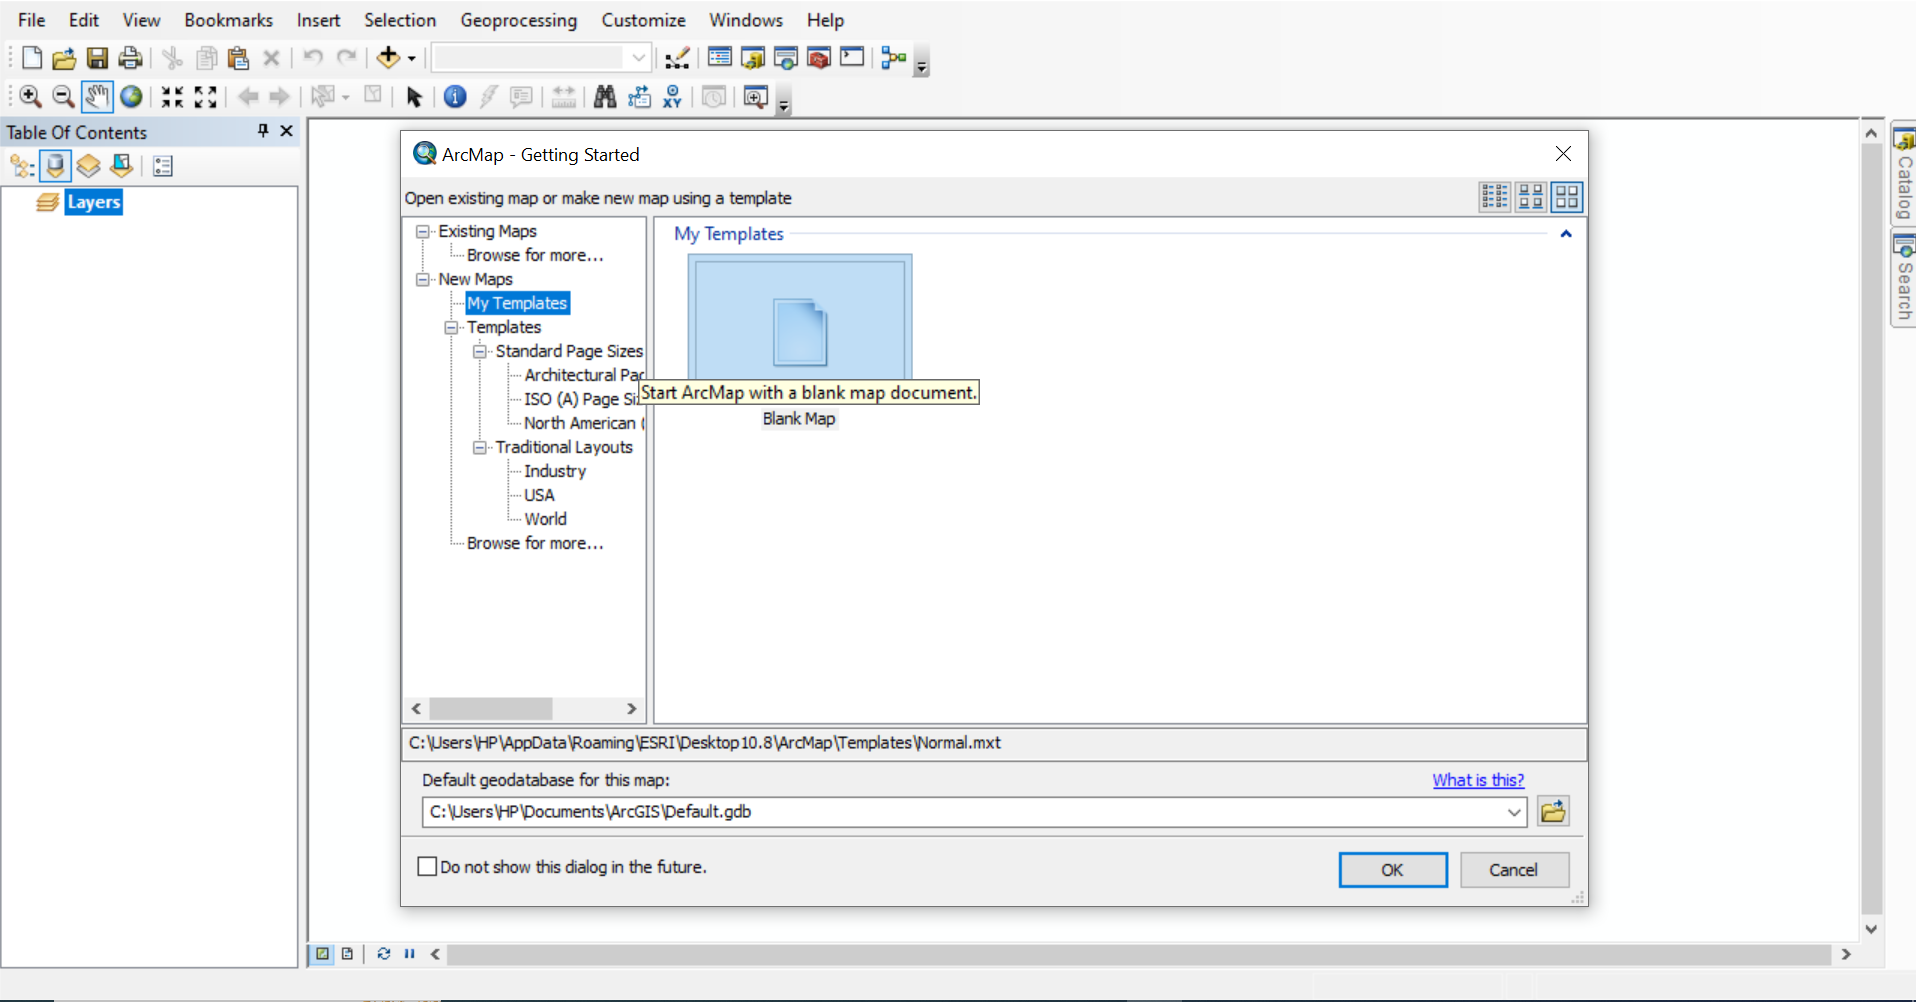 File Edit View Bookmarks Insert Selection Geoprocessing Customize Windows Help
XY
Table Of Contents
Layers
ArcMap - Getting Started
Open existing map or make new map using a template
Existing Maps
Browse for more...
New Maps
My Templates
Templates
Standard Page Sizes
Architectural Pag
ISO (A) Page Siz
North American (
Traditional Layouts
Industry
USA
World
Browse for more...
My Templates
Start ArcMap with a blank map document.
Blank Map
C:\Users\HP\AppData\Roaming\ESRI\Desktop10.8\ArcMap\Templates\Normal.mxt
Default geodatabase for this map:
What is this?
C:\Users\HP\Documents\ArcGIS\Default.gdb
Do not show this dialog in the future.
OK
Cancel
Catalog
Search